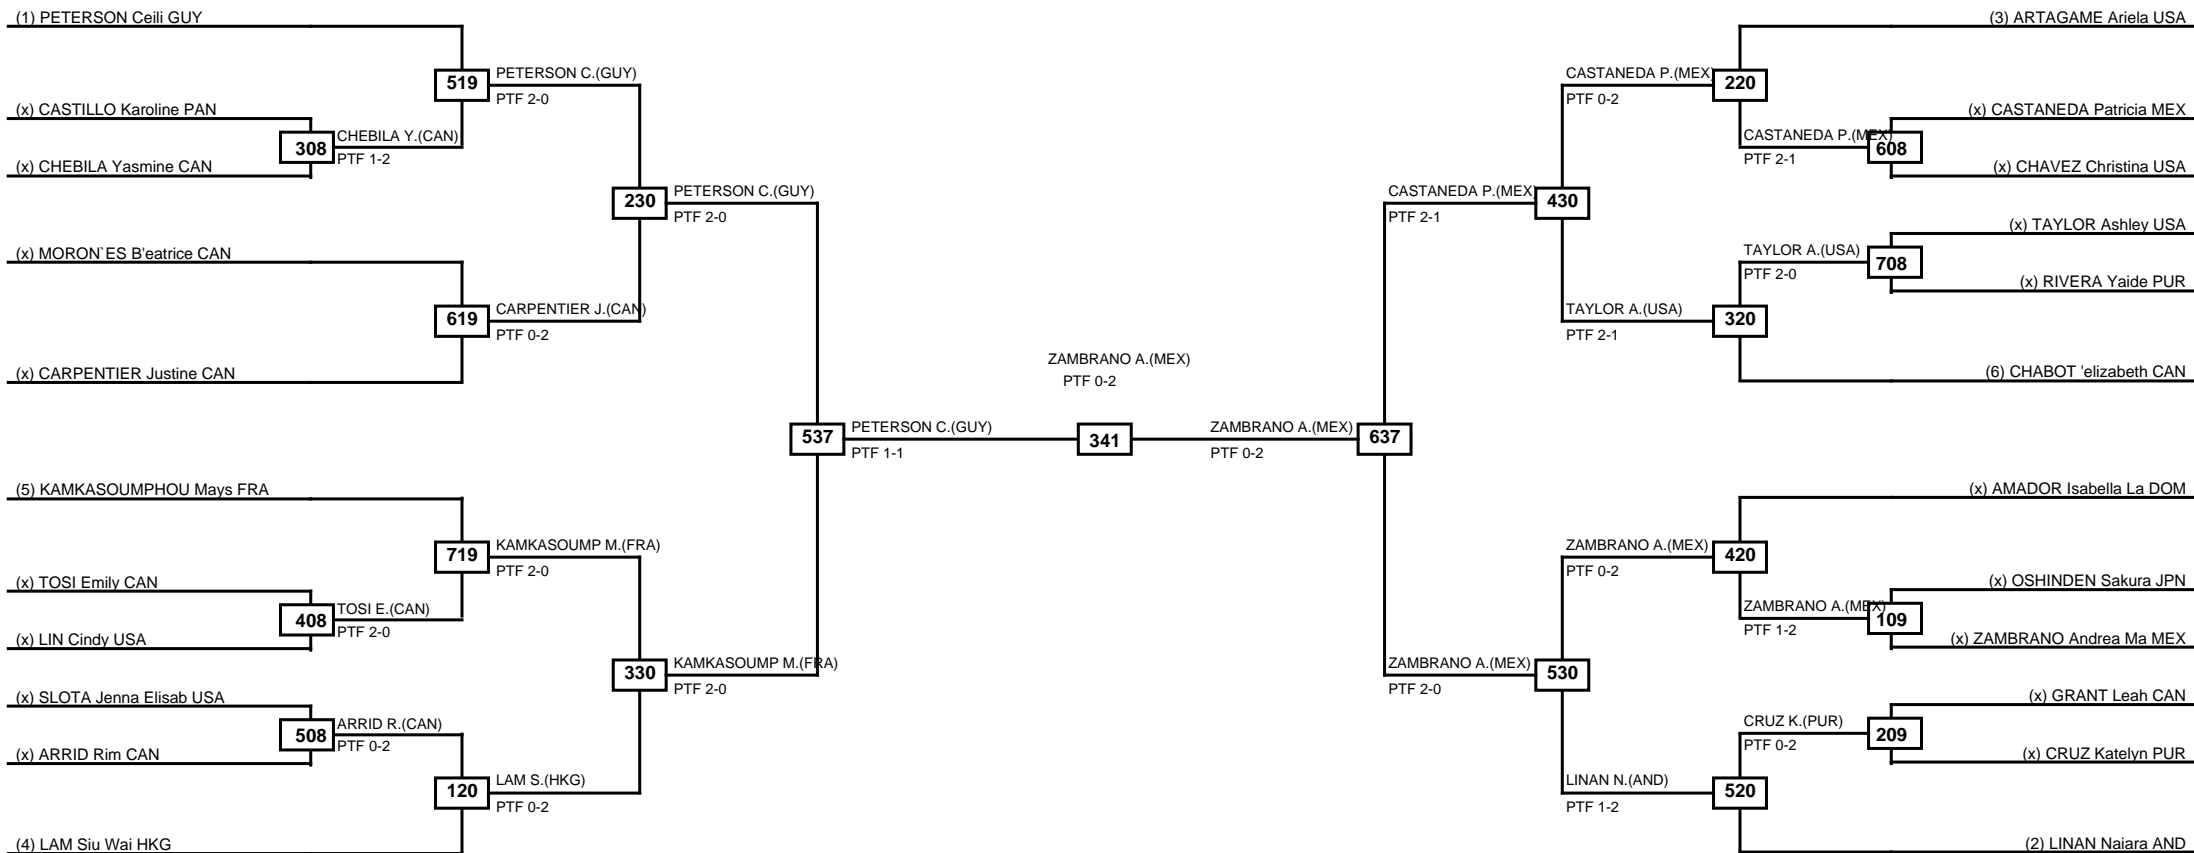 (1) PETERSON Ceili GUY
519
PETERSON C.(GUY)
PTF 2-0
(x) CASTILLO Karoline PAN
308
CHEBILA Y.(CAN)
PTF 1-2
(x) CHEBILA Yasmine CAN
230
PETERSON C.(GUY)
PTF 2-0
(x) MORON`ES B'eatrice CAN
619
CARPENTIER J.(CAN)
PTF 0-2
(x) CARPENTIER Justine CAN
537
PETERSON C.(GUY)
PTF 1-1
(5) KAMKASOUMPHOU Mays FRA
719
KAMKASOUMP M.(FRA)
PTF 2-0
(x) TOSI Emily CAN
408
TOSI E.(CAN)
PTF 2-0
(x) LIN Cindy USA
330
KAMKASOUMP M.(FRA)
PTF 2-0
(x) SLOTA Jenna Elisab USA
508
ARRID R.(CAN)
PTF 0-2
(x) ARRID Rim CAN
120
LAM S.(HKG)
PTF 0-2
(4) LAM Siu Wai HKG
ZAMBRANO A.(MEX)
PTF 0-2
341
(3) ARTAGAME Ariela USA
CASTANEDA P.(MEX)
PTF 0-2
220
(x) CASTANEDA Patricia MEX
CASTANEDA P.(MEX)
PTF 2-1
608
(x) CHAVEZ Christina USA
CASTANEDA P.(MEX)
PTF 2-1
430
(x) TAYLOR Ashley USA
TAYLOR A.(USA)
PTF 2-0
708
(x) RIVERA Yaide PUR
TAYLOR A.(USA)
PTF 2-1
320
(6) CHABOT 'elizabeth CAN
ZAMBRANO A.(MEX)
PTF 0-2
637
(x) AMADOR Isabella La DOM
ZAMBRANO A.(MEX)
PTF 0-2
420
(x) OSHINDEN Sakura JPN
ZAMBRANO A.(MEX)
PTF 1-2
109
(x) ZAMBRANO Andrea Ma MEX
ZAMBRANO A.(MEX)
PTF 2-0
530
(x) GRANT Leah CAN
CRUZ K.(PUR)
PTF 0-2
209
(x) CRUZ Katelyn PUR
LINAN N.(AND)
PTF 1-2
520
(2) LINAN Naiara AND